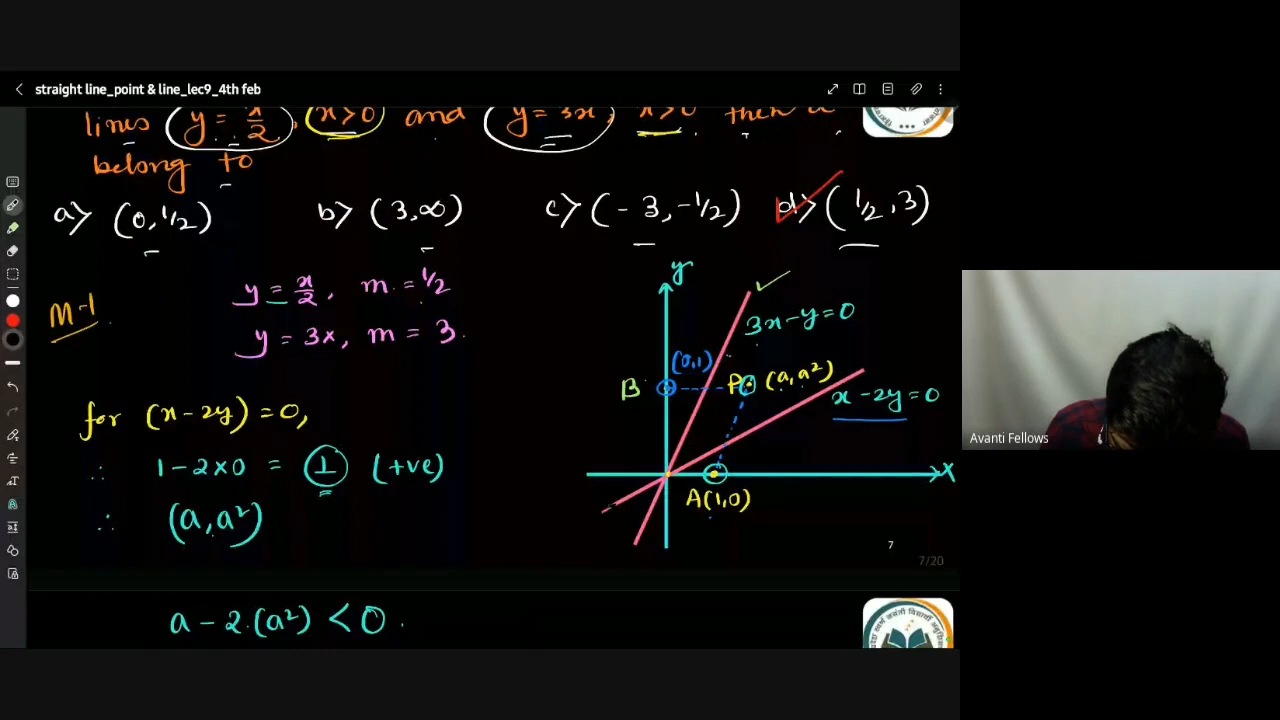 straight line_point & line_lec9_4th feb
lines y = x/2, x>0 and y = 3x, x>0 then a
belong to
a> (0, 1/2) b> (3, ∞) c> (-3, -1/2) d> (1/2, 3)
M-1
y = x/2, m = 1/2
y = 3x, m = 3.
for (x-2y) = 0,
∴ 1-2×0 = 1 (+ve)
∴ (a, a²)
a - 2.(a²) < 0.
y
3x-y=0
(0,1)
B
P (a, a²)
x-2y=0
x
A(1,0)
7
7/20
Avanti Fellows